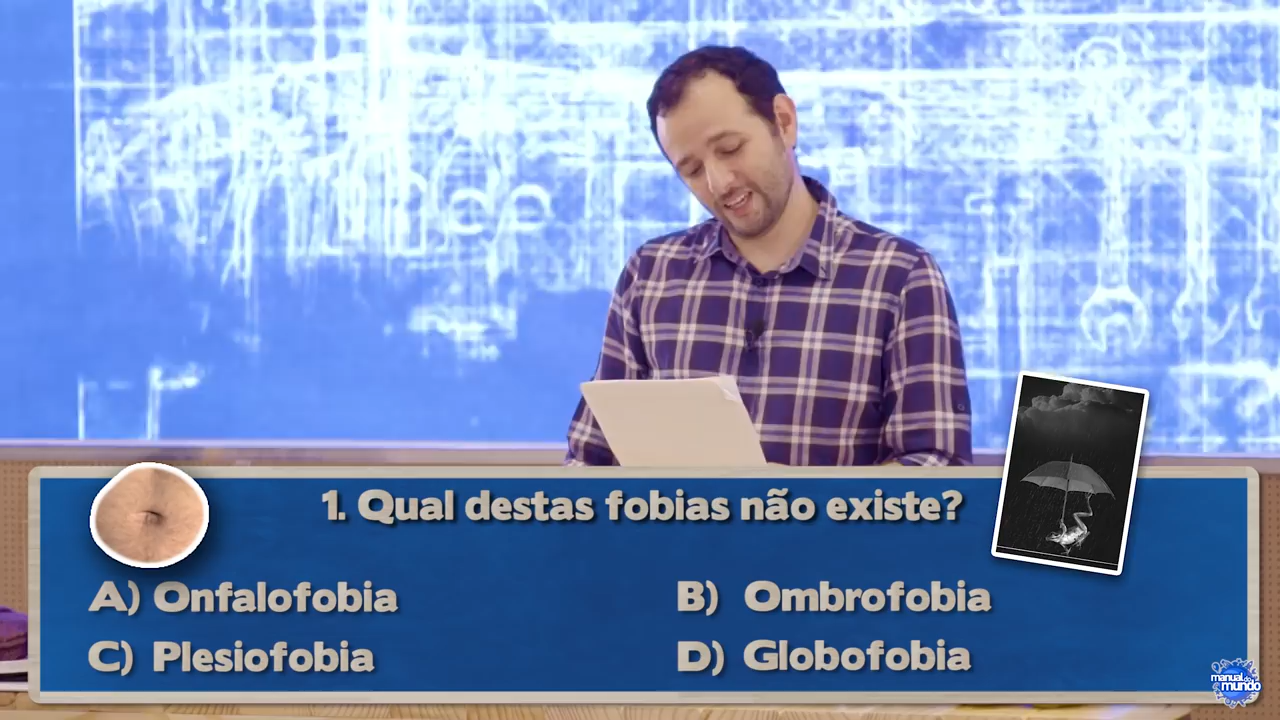 1. Qual destas fobias não existe?
A) Onfalofobia
B) Ombrofobia
C) Plesiofobia
D) Globofobia
manual do mundo